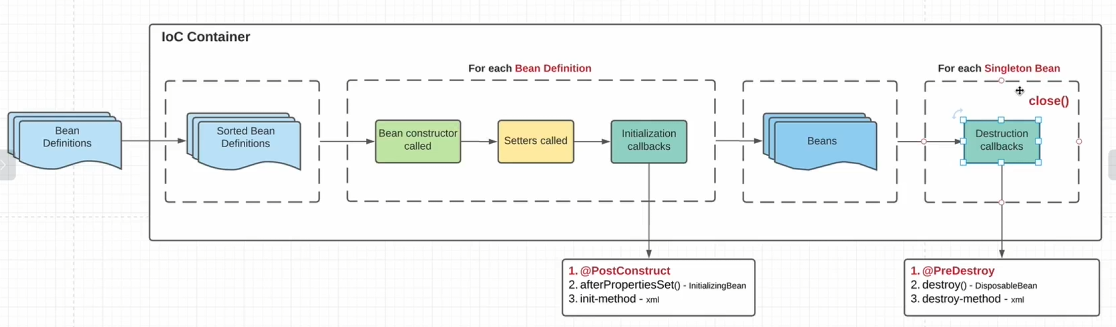 IoC Container
For each Bean Definition
For each Singleton Bean
close()
Bean
Definitions
Sorted Bean
Definitions
Bean constructor
called
Setters called
Initialization
callbacks
Beans
Destruction
callbacks
1. @PostConstruct
2. afterPropertiesSet() - InitializingBean
3. init-method - xml
1. @PreDestroy
2. destroy() - DisposableBean
3. destroy-method - xml